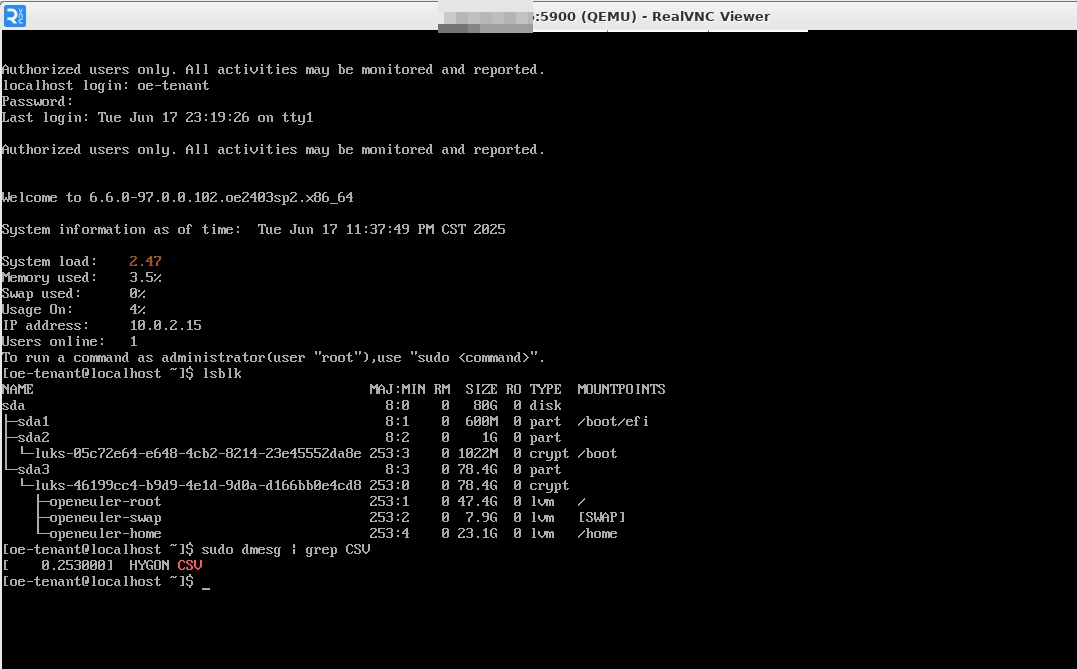 :5900 (QEMU) - RealVNC Viewer
Authorized users only. All activities may be monitored and reported.
localhost login: oe-tenant
Password:
Last login: Tue Jun 17 23:19:26 on tty1
Authorized users only. All activities may be monitored and reported.
Welcome to 6.6.0-97.0.0.102.oe2403sp2.x86_64
System information as of time:  Tue Jun 17 11:37:49 PM CST 2025
System load:    2.47
Memory used:    3.5%
Swap used:      0%
Usage On:       4%
IP address:     10.0.2.15
Users online:   1
To run a command as administrator(user "root"),use "sudo <command>".
[oe-tenant@localhost ~]$ lsblk
NAME                                          MAJ:MIN RM  SIZE RO TYPE  MOUNTPOINTS
sda                                             8:0    0   80G  0 disk
├─sda1                                          8:1    0  600M  0 part  /boot/efi
├─sda2                                          8:2    0    1G  0 part
│ └─luks-05c72e64-e648-4cb2-8214-23e45552da8e 253:3    0 1022M  0 crypt /boot
└─sda3                                          8:3    0 78.4G  0 part
  └─luks-46199cc4-b9d9-4e1d-9d0a-d166bb0e4cd8 253:0    0 78.4G  0 crypt
    ├─openeuler-root                          253:1    0 47.4G  0 lvm   /
    ├─openeuler-swap                          253:2    0  7.9G  0 lvm   [SWAP]
    └─openeuler-home                          253:4    0 23.1G  0 lvm   /home
[oe-tenant@localhost ~]$ sudo dmesg | grep CSV
[    0.253000]  HYGON CSV
[oe-tenant@localhost ~]$ _